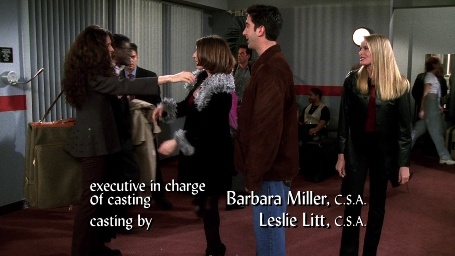 executive in charge
of casting
Barbara Miller, C.S.A.
casting by
Leslie Litt, C.S.A.